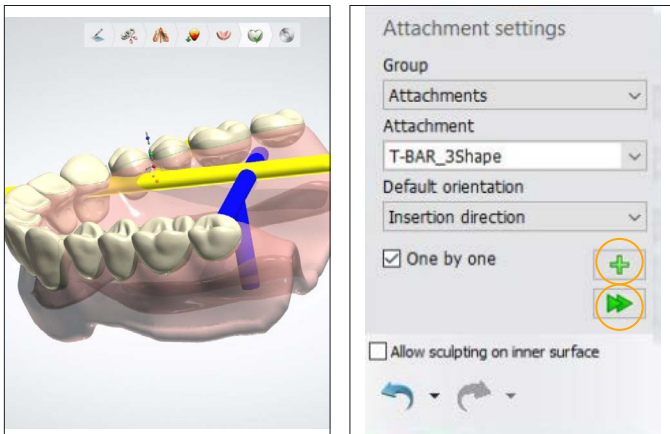 Attachment settings
Group
Attachments
Attachment
T-BAR_3Shape
Default orientation
Insertion direction
One by one
Allow sculpting on inner surface